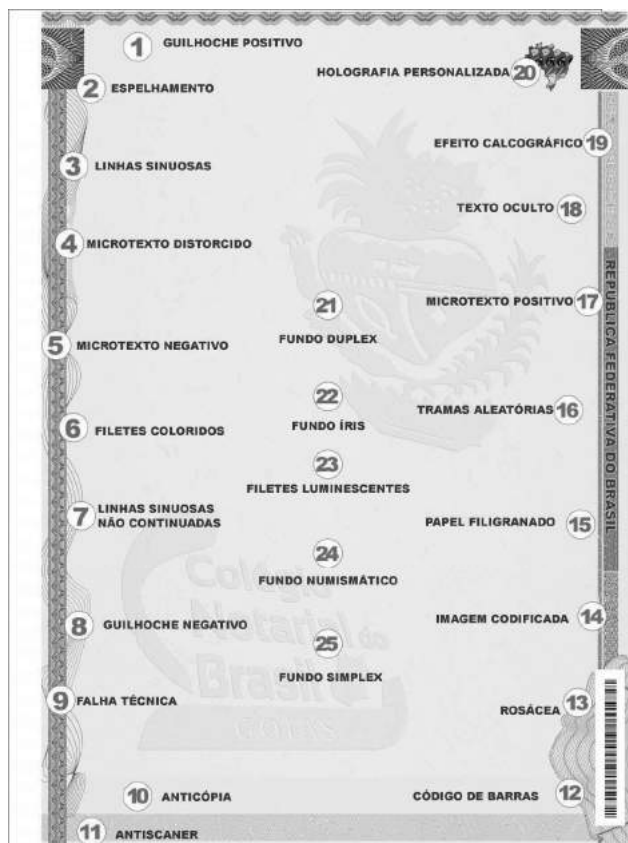 1 GUILHOCHE POSITIVO
HOLOGRAFIA PERSONALIZADA 20
2 ESPELHAMENTO
EFEITO CALCOGRÁFICO 19
3 LINHAS SINUOSAS
TEXTO OCULTO 18
4 MICROTEXTO DISTORCIDO
MICROTEXTO POSITIVO 17
21
FUNDO DUPLEX
5 MICROTEXTO NEGATIVO
REPÚBLICA FEDERATIVA DO BRASIL
22
FUNDO ÍRIS
TRAMAS ALEATÓRIAS 16
6 FILETES COLORIDOS
23
FILETES LUMINESCENTES
7 LINHAS SINUOSAS
NÃO CONTINUADAS
PAPEL FILIGRANADO 15
24
FUNDO NUMISMÁTICO
Colégio
Notarial do
Brasil
GOIÁS
8 GUILHOCHE NEGATIVO
IMAGEM CODIFICADA 14
25
FUNDO SIMPLEX
9 FALHA TÉCNICA
ROSÁCEA 13
10 ANTICÓPIA
CÓDIGO DE BARRAS 12
11 ANTISCANER